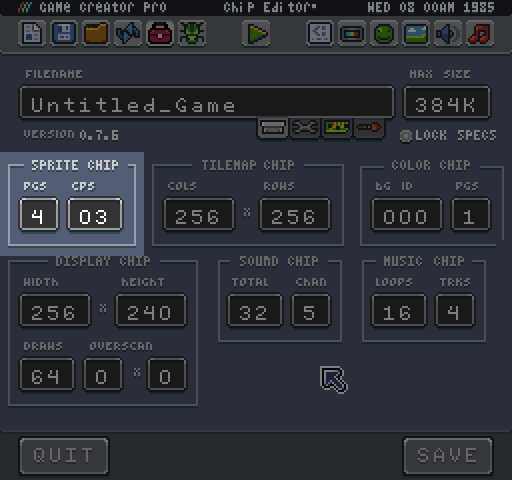 GAME CREATOR PRO CHIP EDITOR* WED 08 00AM 1985
FILENAME MAX SIZE
Untitled_Game 384K
VERSION 0.7.6 LOCK SPECS
SPRITE CHIP TILEMAP CHIP COLOR CHIP
PGS CPS COLS ROWS BG ID PGS
4 03 256 x 256 000 1
DISPLAY CHIP SOUND CHIP MUSIC CHIP
WIDTH HEIGHT TOTAL CHAN LOOPS TRKS
256 x 240 32 5 16 4
DRAWS OVERSCAN
64 0 x 0
QUIT SAVE